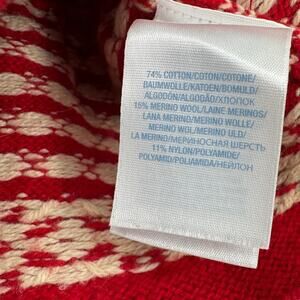 74% COTTON/COTON/COTONE/
BAUMWOLLE/KATOEN/BOMULD/
ALGODÓN/ALGODÃO/ХЛОПОК
15% MERINO WOOL/LAINE MERINOS/
LANA MERINO/MERINO WOLLE/
MERINO WOL/MERINO ULD/
LA MERINO/МЕРИНОСНАЯ ШЕРСТЬ
11% NYLON/POLYAMIDE/
POLYAMID/POLIAMIDA/НЕЙЛОН